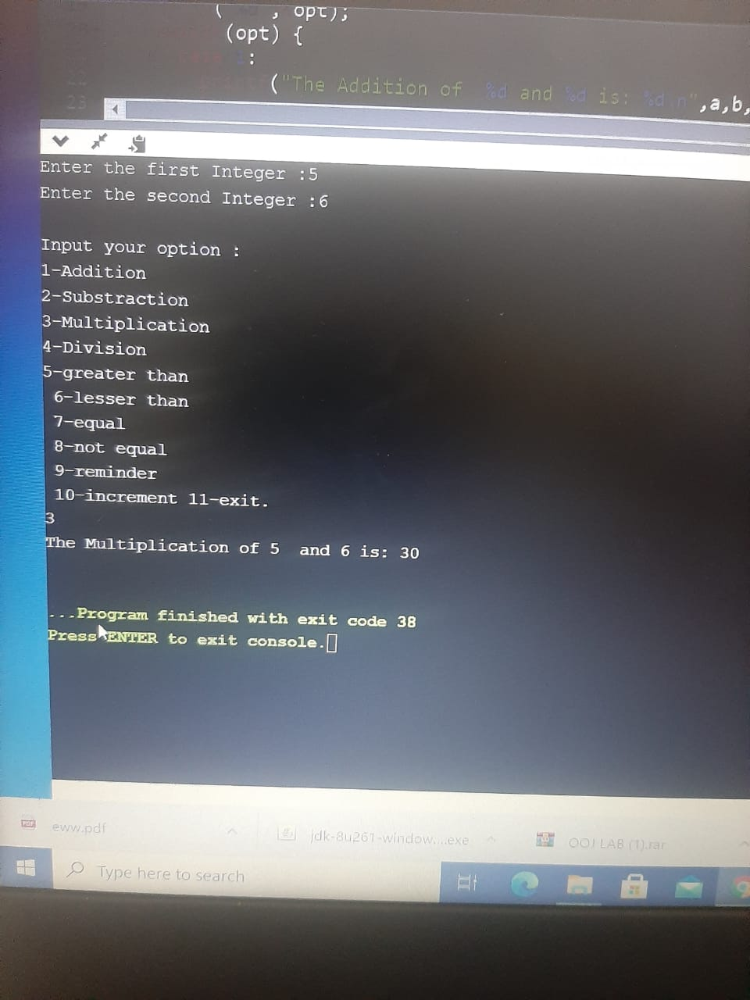 ( , opt);
(opt) {
:
("The Addition of %d and %d is: %d\n",a,b,
23
Enter the first Integer :5
Enter the second Integer :6
Input your option :
1-Addition
2-Substraction
3-Multiplication
4-Division
5-greater than
6-lesser than
7-equal
8-not equal
9-reminder
10-increment 11-exit.
3
The Multiplication of 5  and 6 is: 30
...Program finished with exit code 38
Press ENTER to exit console.
PDF eww.pdf jdk-8u261-window....exe OOJ LAB (1).rar
Type here to search